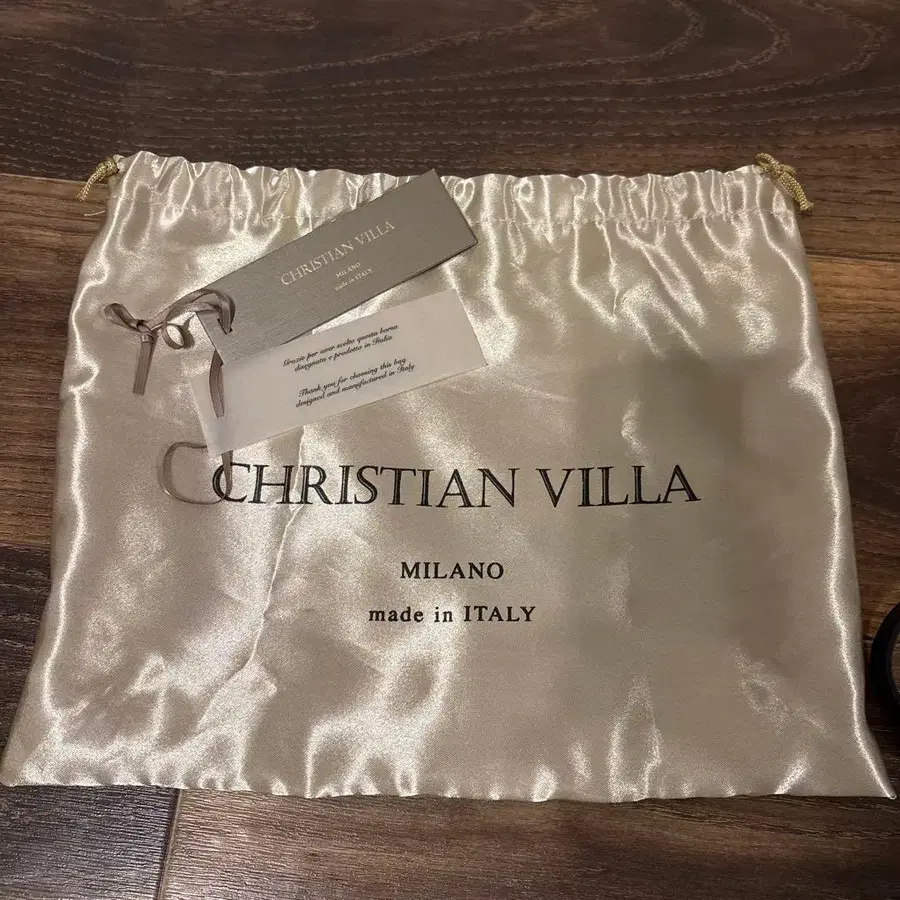 CHRISTIAN VILLA
MILANO
made in ITALY
Grazie per aver scelto questa borsa
disegnata e prodotta in Italia
Thank you for choosing this bag
designed and manufactured in Italy
CHRISTIAN VILLA
MILANO
made in ITALY